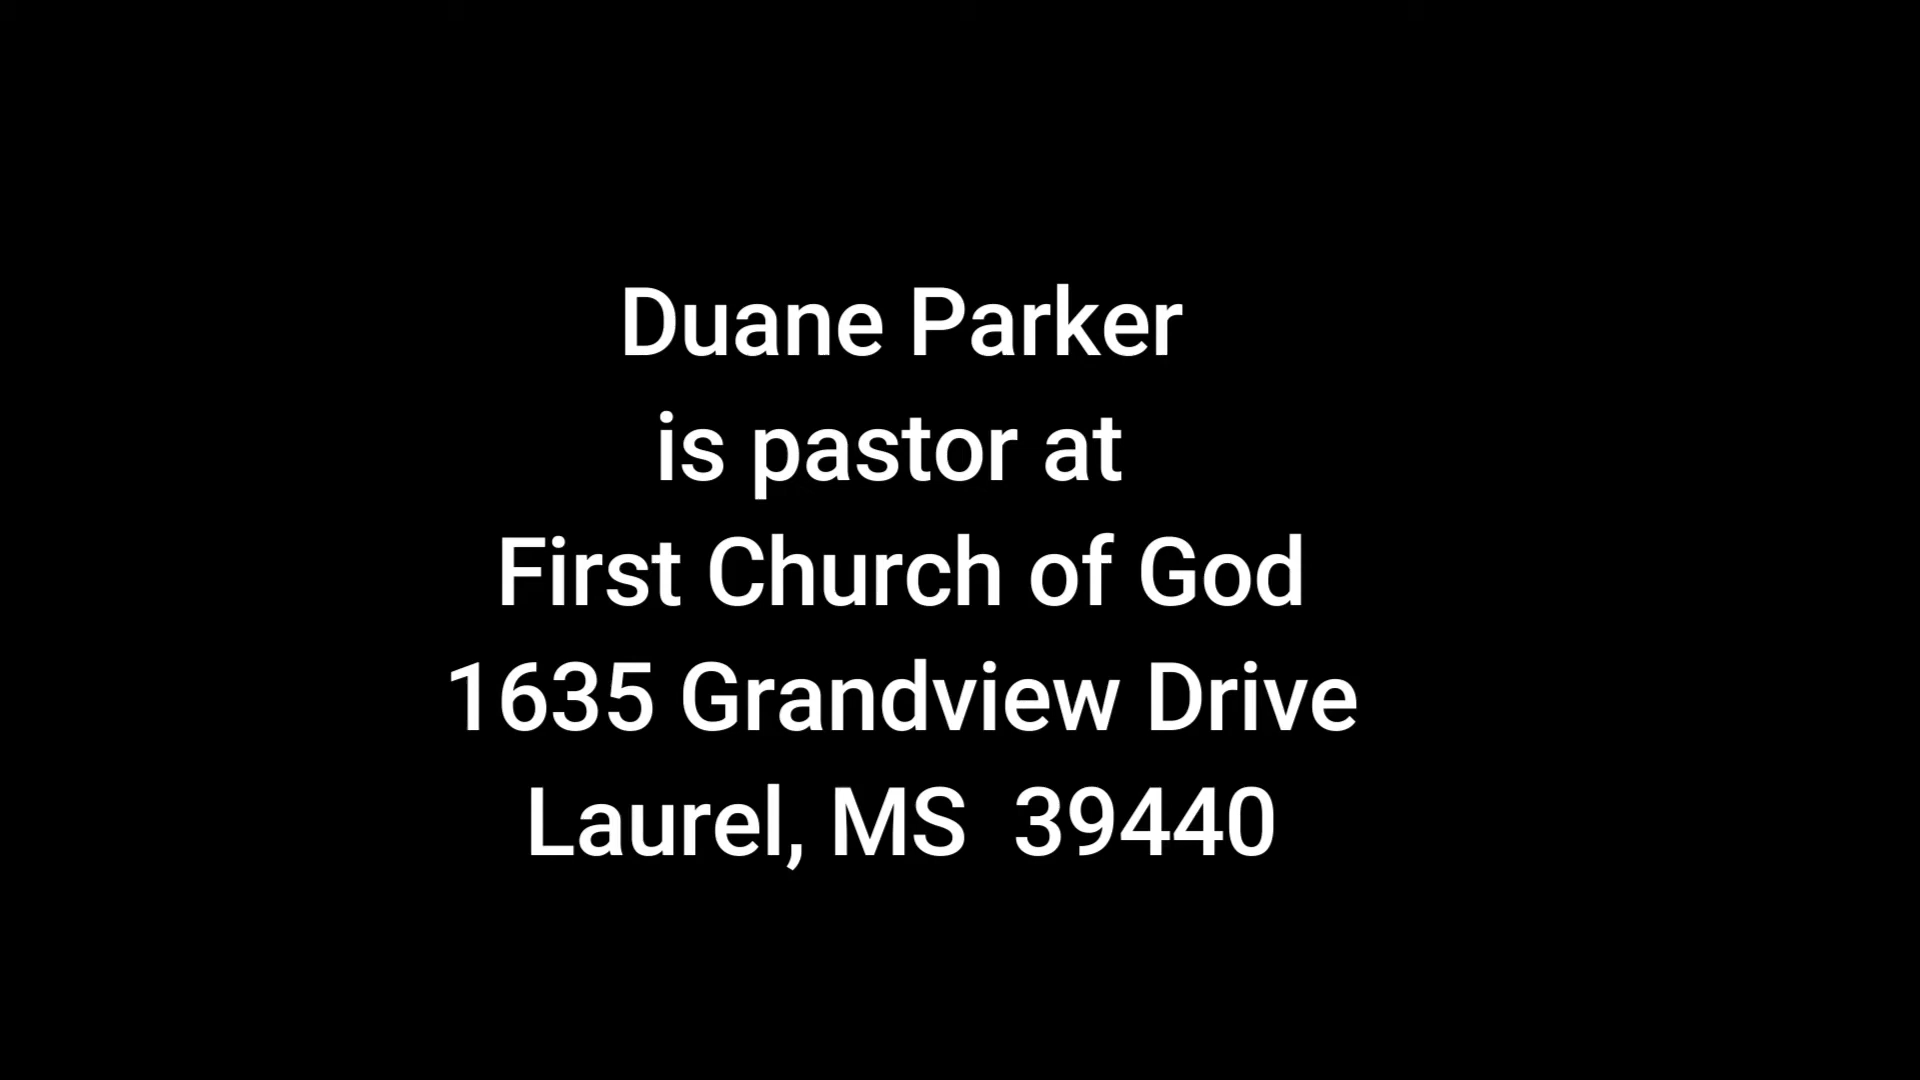 Duane Parker
is pastor at
First Church of God
1635 Grandview Drive
Laurel, MS  39440